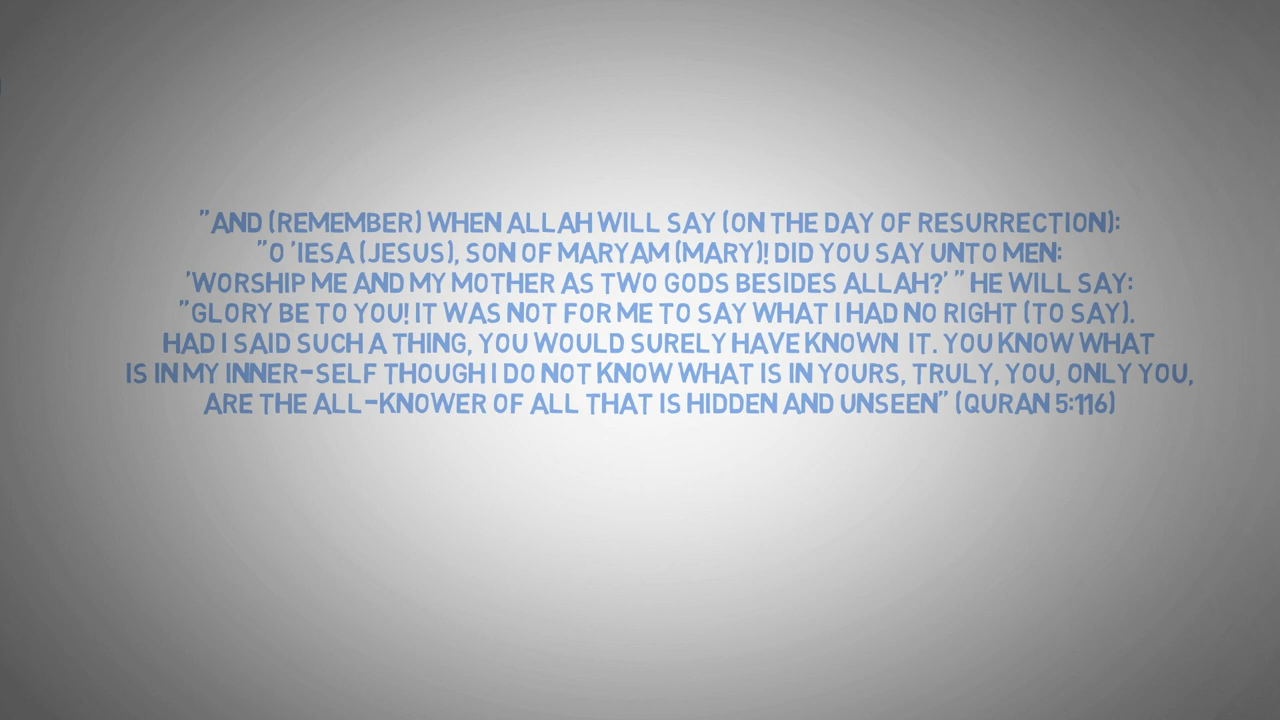 "AND (REMEMBER) WHEN ALLAH WILL SAY (ON THE DAY OF RESURRECTION):
"O 'IESA (JESUS), SON OF MARYAM (MARY)! DID YOU SAY UNTO MEN:
'WORSHIP ME AND MY MOTHER AS TWO GODS BESIDES ALLAH?' " HE WILL SAY:
"GLORY BE TO YOU! IT WAS NOT FOR ME TO SAY WHAT I HAD NO RIGHT (TO SAY).
HAD I SAID SUCH A THING, YOU WOULD SURELY HAVE KNOWN IT. YOU KNOW WHAT
IS IN MY INNER-SELF THOUGH I DO NOT KNOW WHAT IS IN YOURS, TRULY, YOU, ONLY YOU,
ARE THE ALL-KNOWER OF ALL THAT IS HIDDEN AND UNSEEN" (QURAN 5:116)